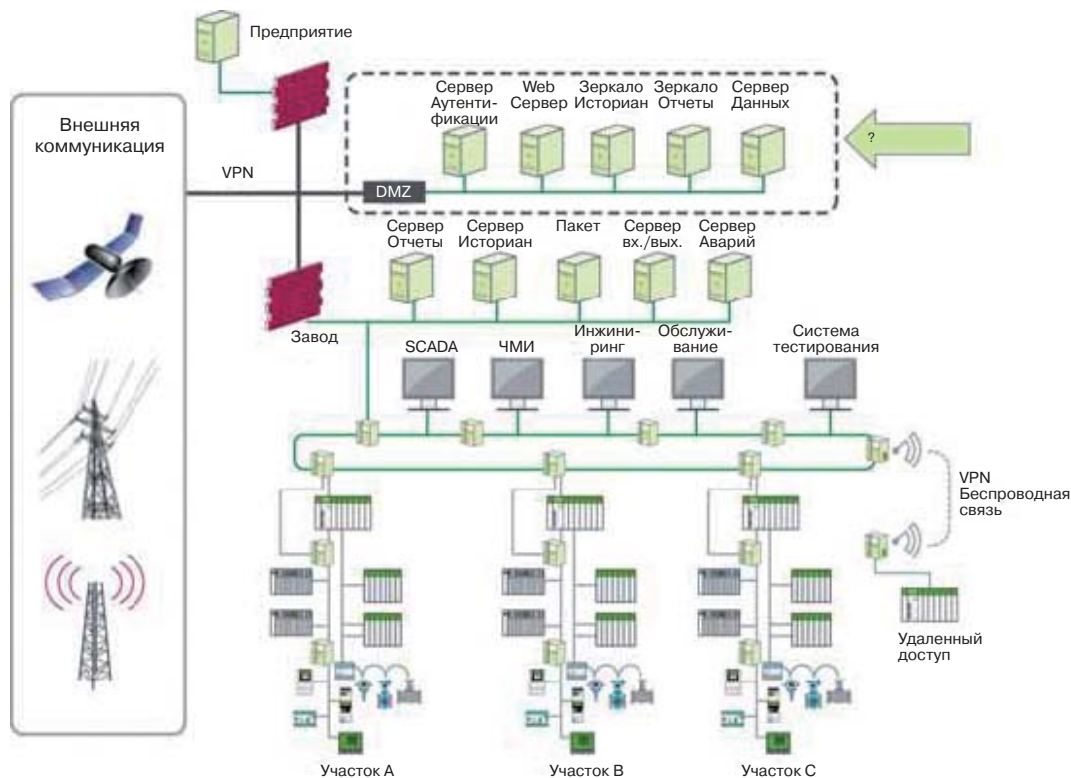 Предприятие
Сервер
Аутенти-
фикации
Web
Сервер
Зеркало
Историан
Зеркало
Отчеты
Сервер
Данных
?
Внешняя
коммуникация
VPN
DMZ
Сервер
Отчеты
Сервер
Историан
Пакет
Сервер
вх./вых.
Сервер
Аварий
Завод
SCADA
ЧМИ
Инжини-
ринг
Обслужи-
вание
Система
тестирования
VPN
Беспроводная
связь
Удаленный
доступ
Участок А
Участок В
Участок С